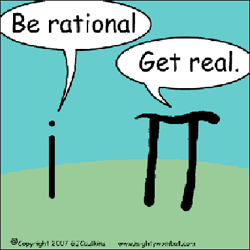 Be rational
Get real.
i π
©Copyright 2007